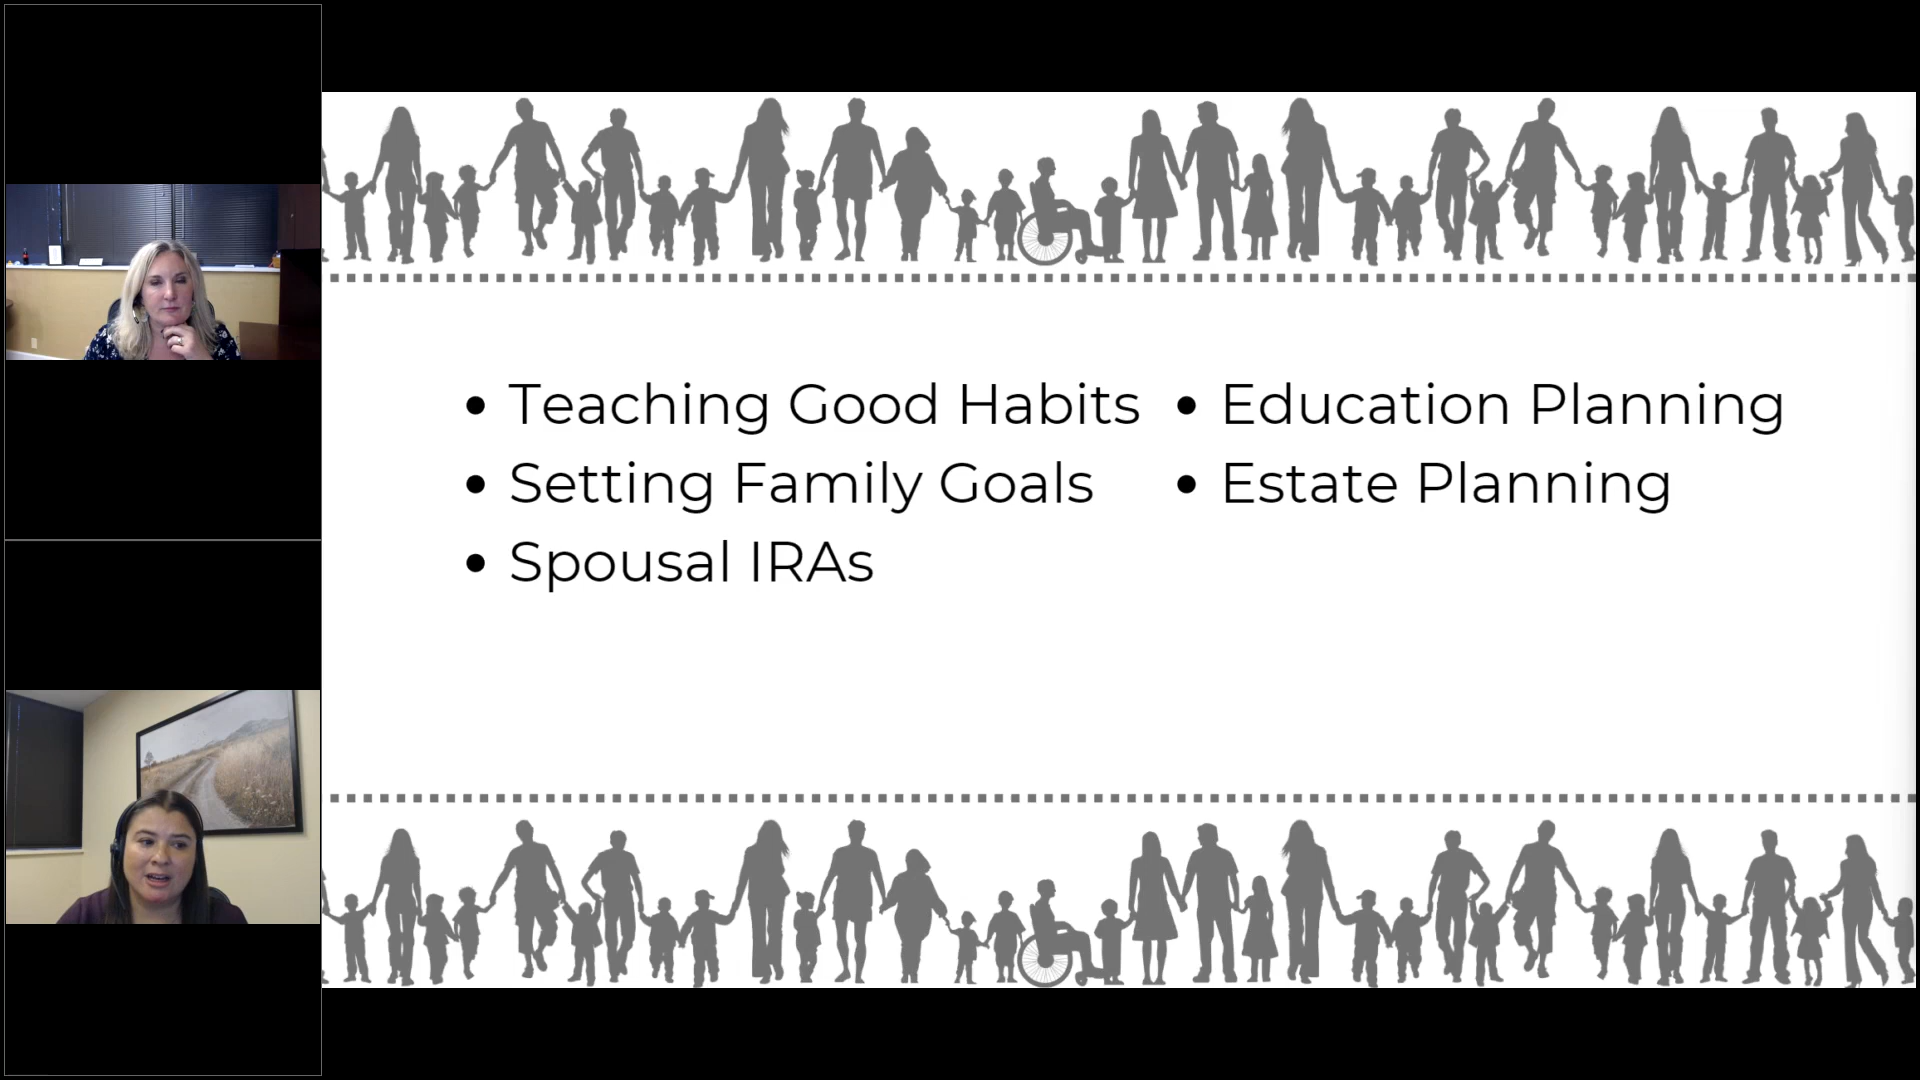 • Teaching Good Habits
• Setting Family Goals
• Spousal IRAs
• Education Planning
• Estate Planning